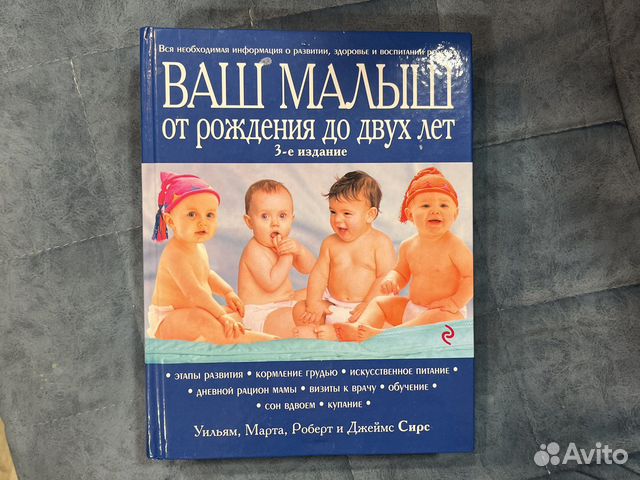 Вся необходимая информация о развитии, здоровье и воспитании
ВАШ МАЛЫШ
от рождения до двух лет
3-е издание
• этапы развития • кормление грудью • искусственное питание •
• дневной рацион мамы • визиты к врачу • обучение •
• сон вдвоем • купание •
Уильям, Марта, Роберт и Джеймс Сирс
Avito